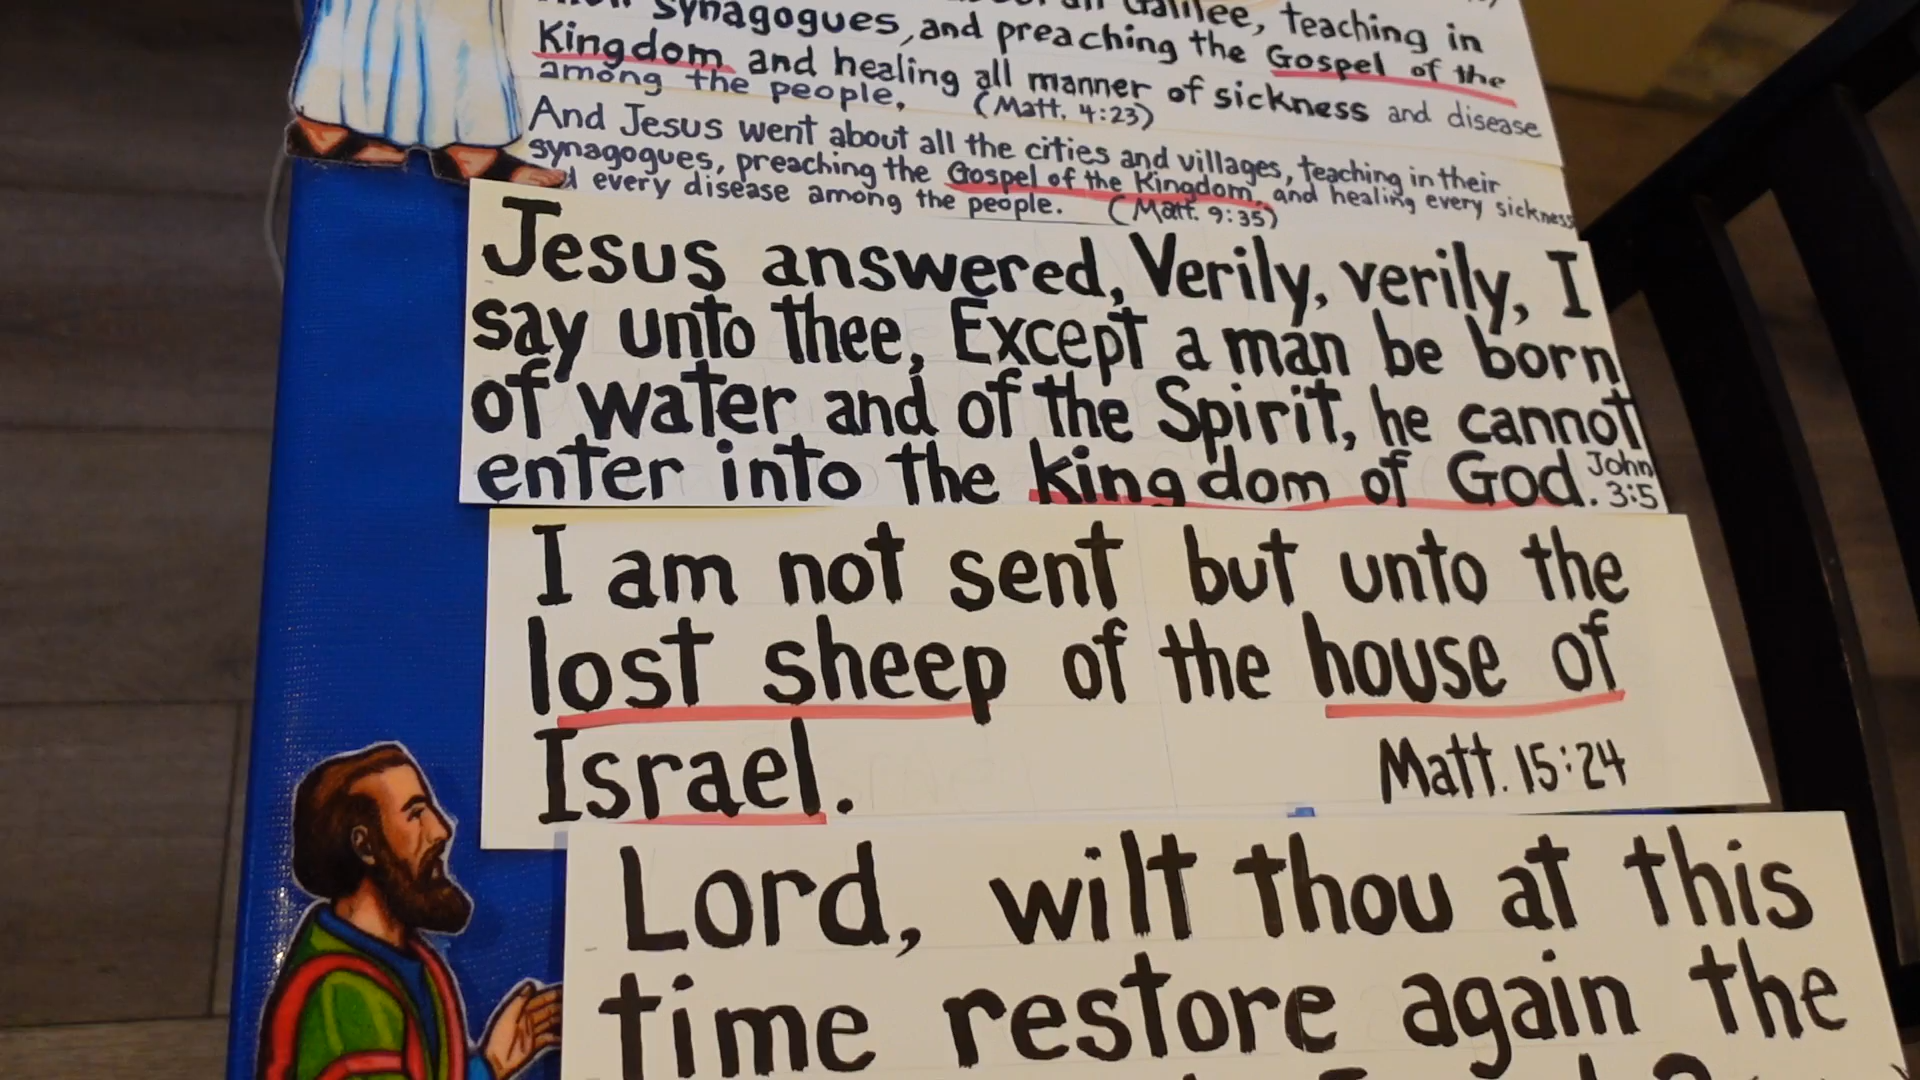 synagogues, and preaching the Gospel of the
Galilee, teaching in
Kingdom and healing all manner of sickness and disease
among the people. (Matt. 4:23)
And Jesus went about all the cities and villages, teaching in their
synagogues, preaching the Gospel of the Kingdom, and healing every sickness
every disease among the people. (Matt. 9:35)
Jesus answered, Verily, verily, I
say unto thee, Except a man be born
of water and of the Spirit, he cannot
enter into the kingdom of God. John 3:5
I am not sent but unto the
lost sheep of the house of
Israel. Matt. 15:24
Lord, wilt thou at this
time restore again the